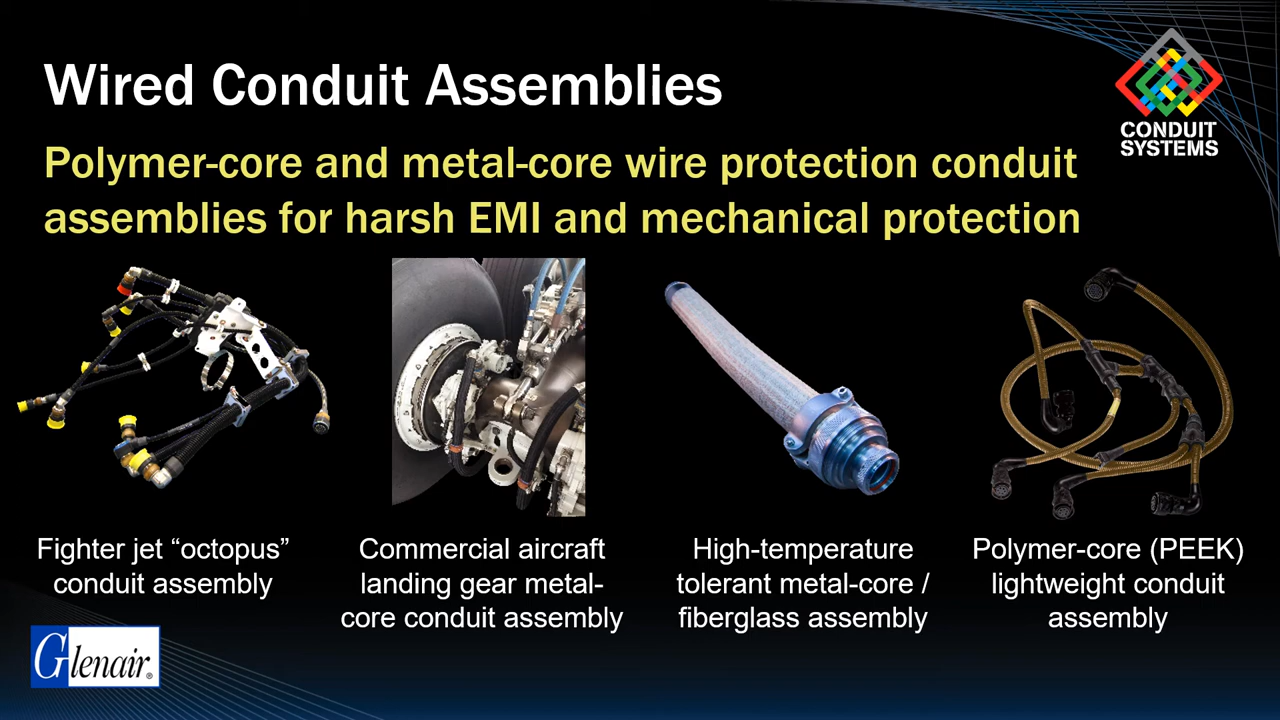 Wired Conduit Assemblies
CONDUIT
SYSTEMS
Polymer-core and metal-core wire protection conduit
assemblies for harsh EMI and mechanical protection
Fighter jet “octopus”
conduit assembly
Commercial aircraft
landing gear metal-
core conduit assembly
High-temperature
tolerant metal-core /
fiberglass assembly
Polymer-core (PEEK)
lightweight conduit
assembly
Glenair®